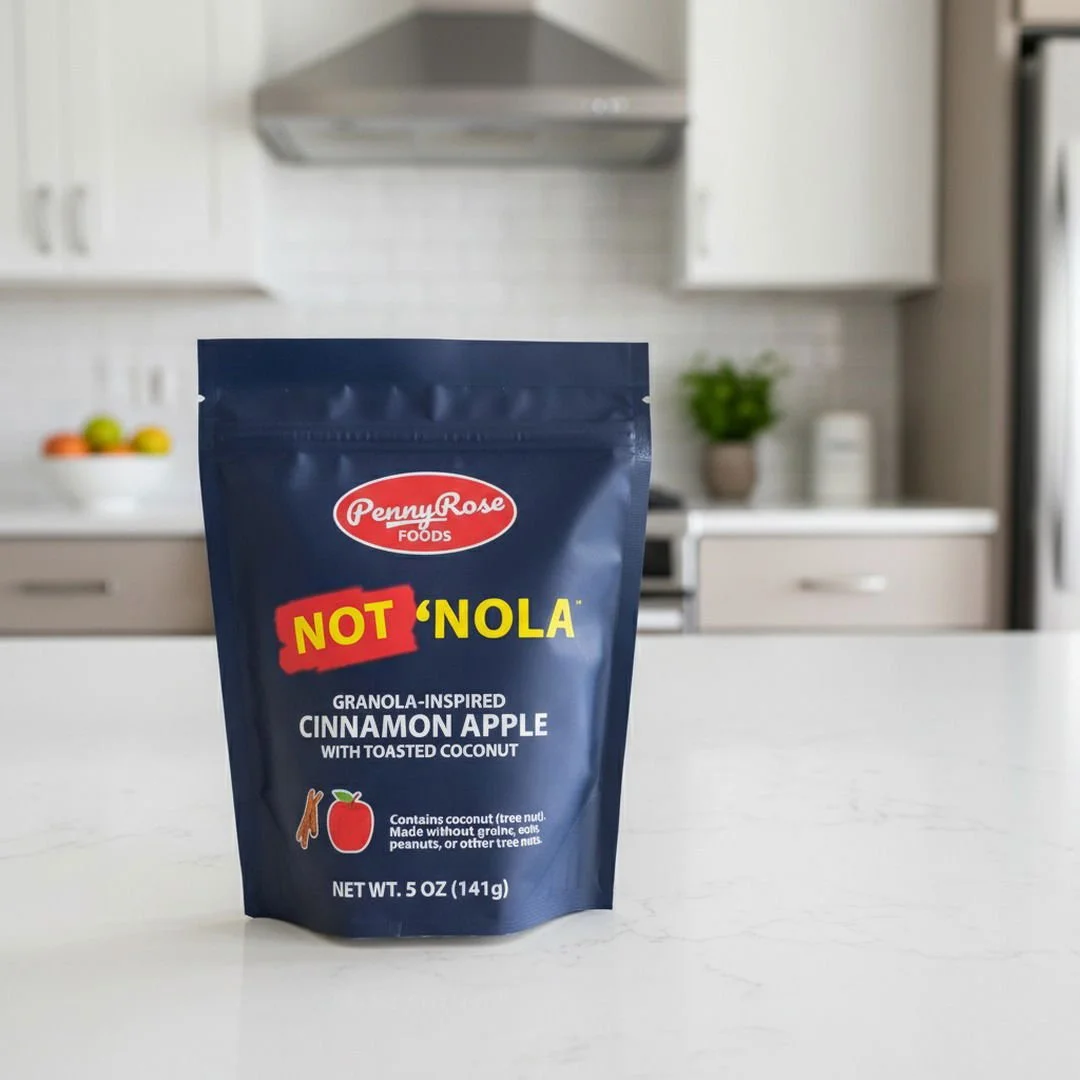 PennyRose
FOODS
NOT ‘NOLA™
GRANOLA-INSPIRED
CINNAMON APPLE
WITH TOASTED COCONUT
Contains coconut (tree nut).
Made without
peanuts, or other tree nuts.
NET WT. 5 OZ (141g)